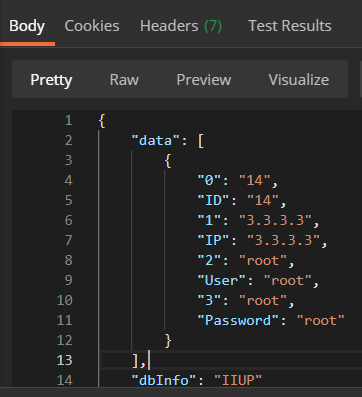 Body Cookies Headers (7) Test Results
Pretty Raw Preview Visualize
1 {
2 "data": [
3 {
4 "0": "14",
5 "ID": "14",
6 "1": "3.3.3.3",
7 "IP": "3.3.3.3",
8 "2": "root",
9 "User": "root",
10 "3": "root",
11 "Password": "root"
12 }
13 ],
14 "dbInfo": "IIUP"